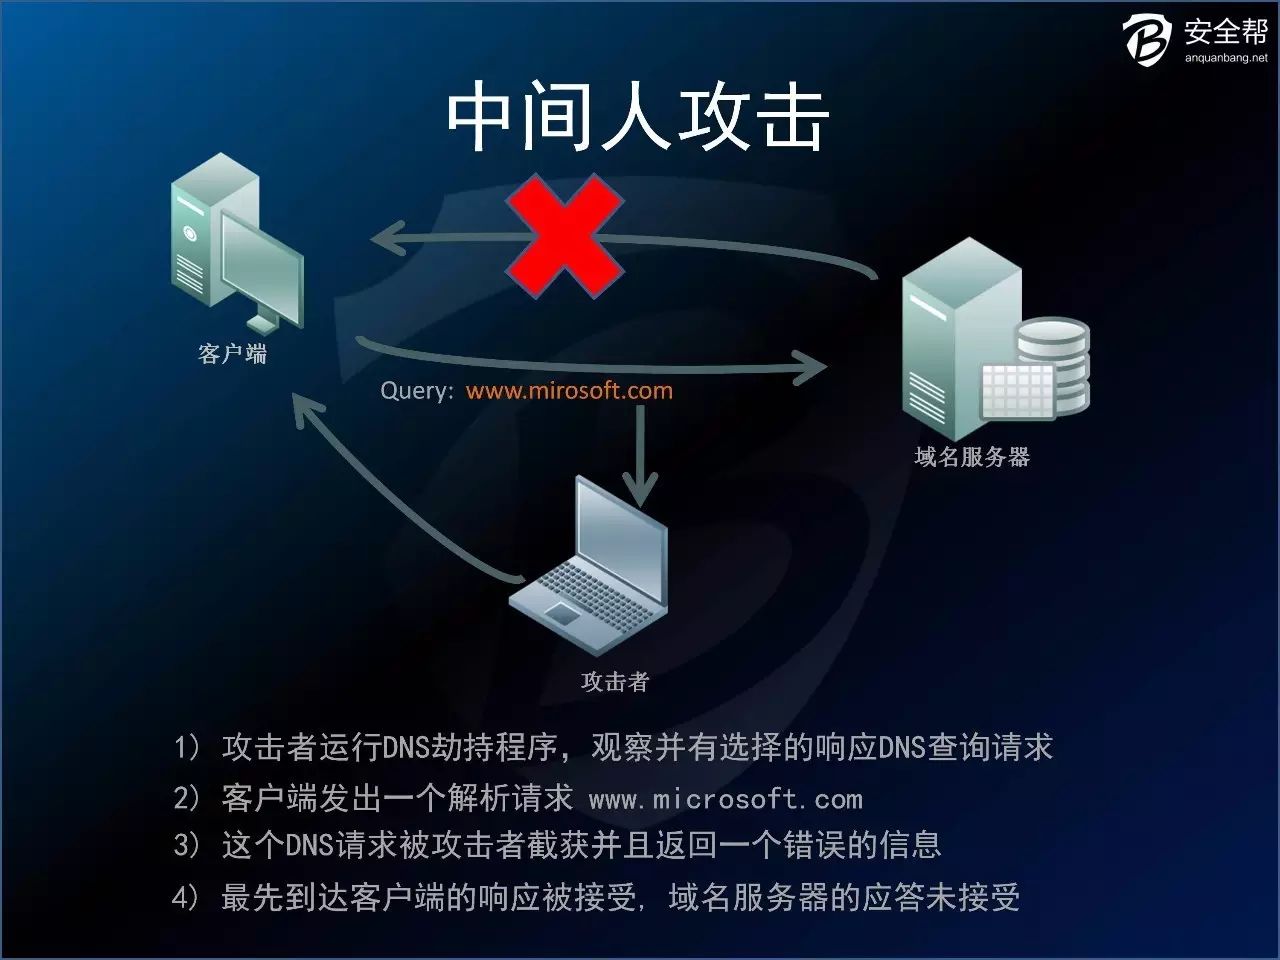 安全帮
anquanbang.net
中间人攻击
客户端
Query: www.mirosoft.com
域名服务器
攻击者
1) 攻击者运行DNS劫持程序，观察并有选择的响应DNS查询请求
2) 客户端发出一个解析请求 www.microsoft.com
3) 这个DNS请求被攻击者截获并且返回一个错误的信息
4) 最先到达客户端的响应被接受, 域名服务器的应答未接受